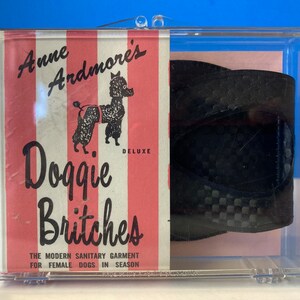 Anne
Ardmore's
DELUXE
Doggie
Britches
THE MODERN SANITARY GARMENT
FOR FEMALE DOGS IN SEASON